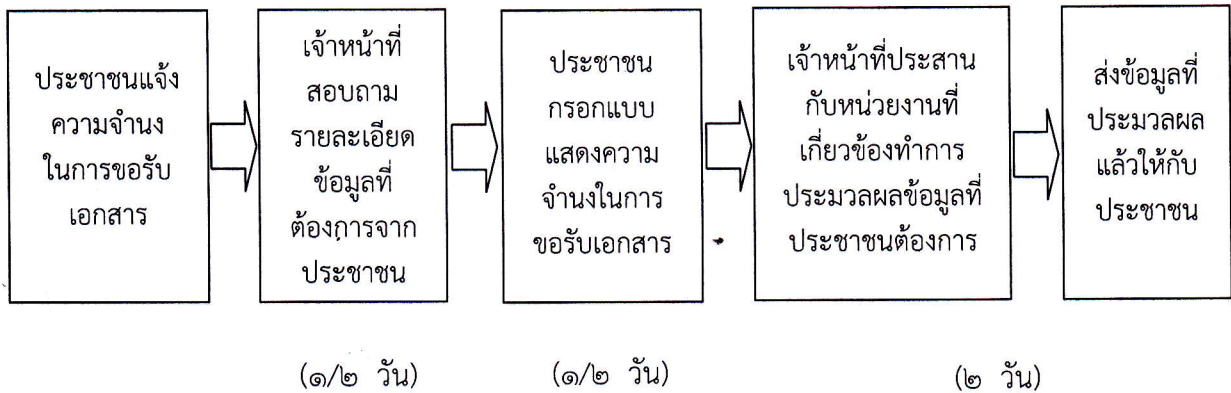 ประชาชนแจ้ง
ความจำนง
ในการขอรับ
เอกสาร
เจ้าหน้าที่
สอบถาม
รายละเอียด
ข้อมูลที่
ต้องการจาก
ประชาชน
ประชาชน
กรอกแบบ
แสดงความ
จำนงในการ
ขอรับเอกสาร
เจ้าหน้าที่ประสาน
กับหน่วยงานที่
เกี่ยวข้องทำการ
ประมวลผลข้อมูลที่
ประชาชนต้องการ
ส่งข้อมูลที่
ประมวลผล
แล้วให้กับ
ประชาชน
(๑/๒ วัน)
(๑/๒ วัน)
(๒ วัน)